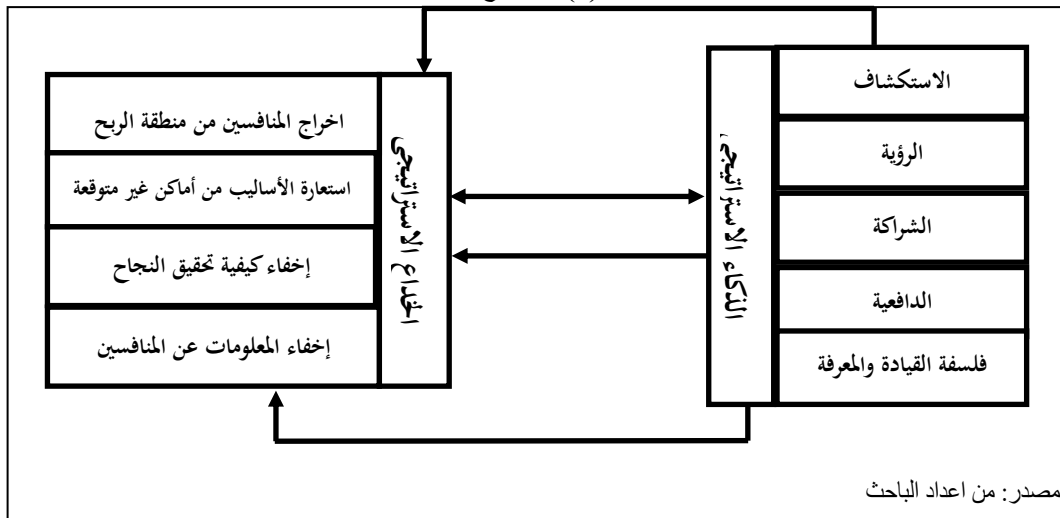 الاستكشاف
الرؤية
الشراكة
الدافعية
فلسفة القيادة والمعرفة
الذكاء الاستراتيجي
الخداع الاستراتيجي
اخراج المنافسين من منطقة الربح
استعارة الأساليب من أماكن غير متوقعة
إخفاء كيفية تحقيق النجاح
إخفاء المعلومات عن المنافسين
مصدر: من اعداد الباحث